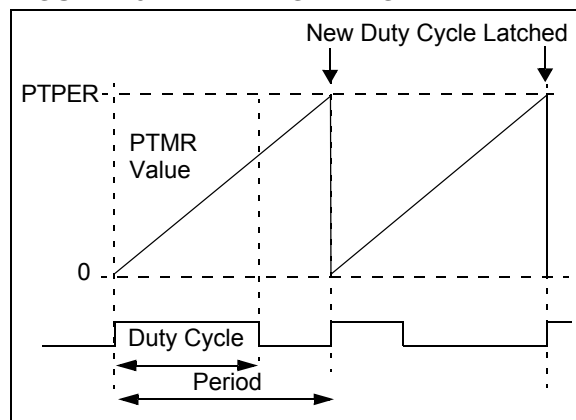 New Duty Cycle Latched
PTPER
PTMR
Value
0
Duty Cycle
Period